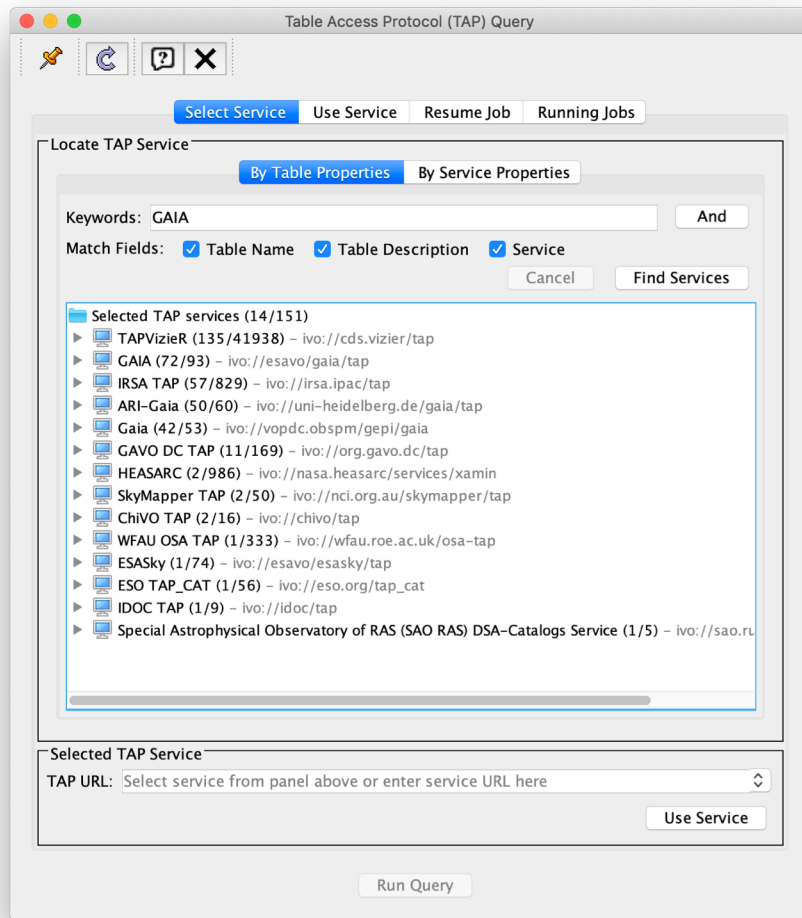 Table Access Protocol (TAP) Query
Select Service Use Service Resume Job Running Jobs
Locate TAP Service
By Table Properties By Service Properties
Keywords: GAIA And
Match Fields: Table Name Table Description Service
Cancel Find Services
Selected TAP services (14/151)
TAPVizieR (135/41938) – ivo://cds.vizier/tap
GAIA (72/93) – ivo://esavo/gaia/tap
IRSA TAP (57/829) – ivo://irsa.ipac/tap
ARI-Gaia (50/60) – ivo://uni-heidelberg.de/gaia/tap
Gaia (42/53) – ivo://vopdc.obspm/gepi/gaia
GAVO DC TAP (11/169) – ivo://org.gavo.dc/tap
HEASARC (2/986) – ivo://nasa.heasarc/services/xamin
SkyMapper TAP (2/50) – ivo://nci.org.au/skymapper/tap
ChiVO TAP (2/16) – ivo://chivo/tap
WFAU OSA TAP (1/333) – ivo://wfau.roe.ac.uk/osa-tap
ESASky (1/74) – ivo://esavo/esasky/tap
ESO TAP_CAT (1/56) – ivo://eso.org/tap_cat
IDOC TAP (1/9) – ivo://idoc/tap
Special Astrophysical Observatory of RAS (SAO RAS) DSA-Catalogs Service (1/5) – ivo://sao.ru
Selected TAP Service
TAP URL: Select service from panel above or enter service URL here
Use Service
Run Query